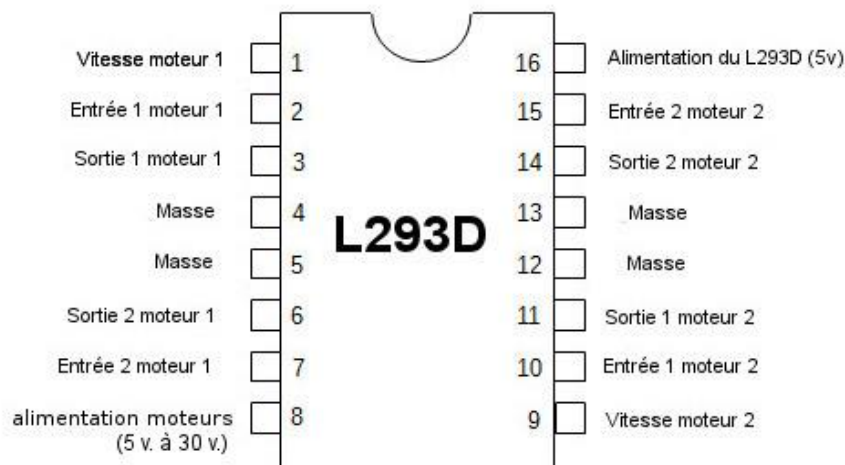 Vitesse moteur 1 1 16 Alimentation du L293D (5v)
Entrée 1 moteur 1 2 15 Entrée 2 moteur 2
Sortie 1 moteur 1 3 14 Sortie 2 moteur 2
Masse 4 13 Masse
L293D
Masse 5 12 Masse
Sortie 2 moteur 1 6 11 Sortie 1 moteur 2
Entrée 2 moteur 1 7 10 Entrée 1 moteur 2
alimentation moteurs 8 9 Vitesse moteur 2
(5 v. à 30 v.)